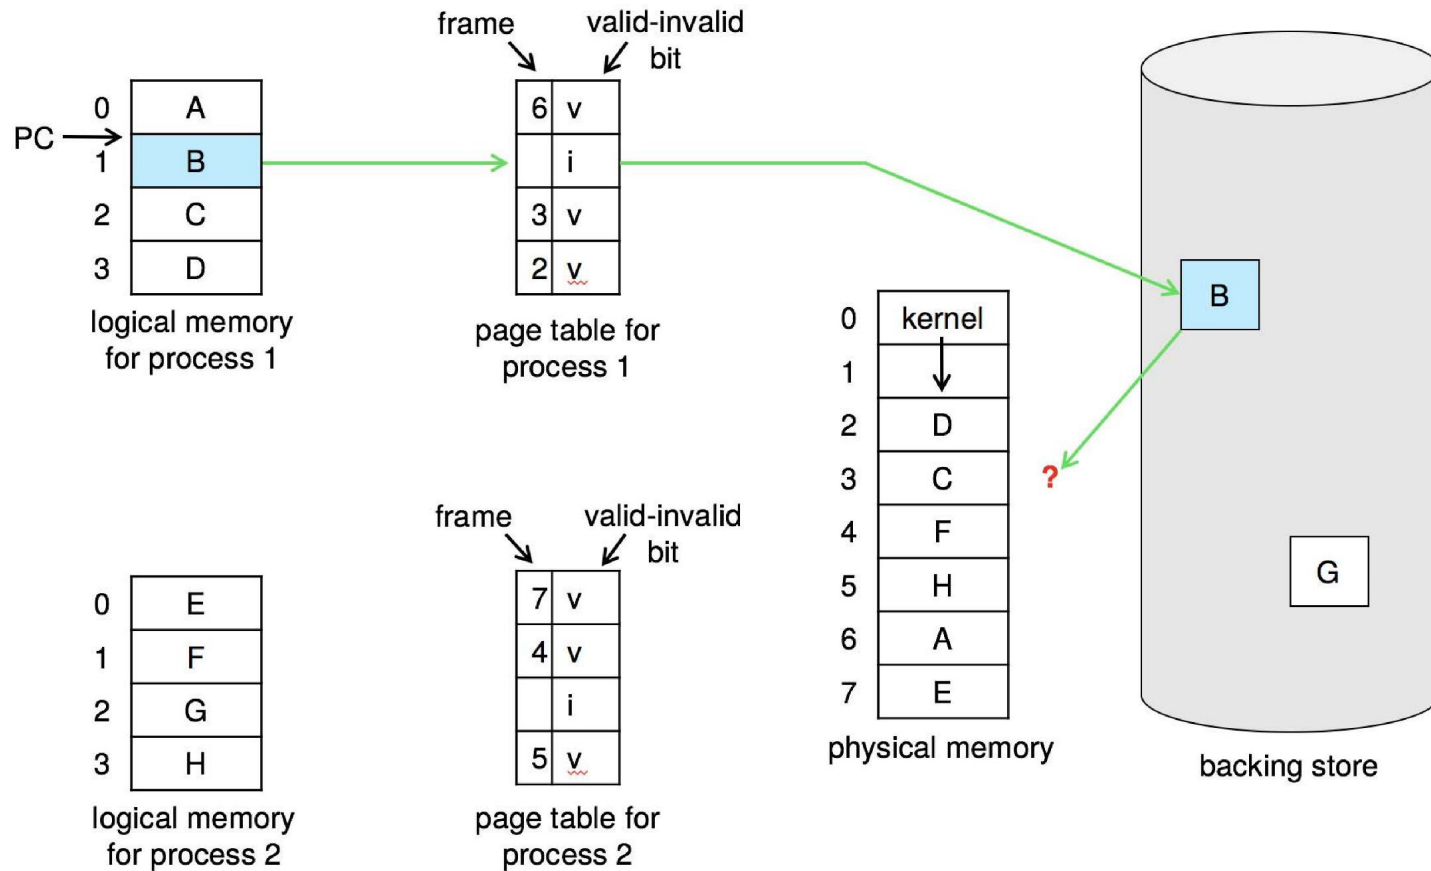 frame
valid-invalid
bit
PC
0 A
1 B
2 C
3 D
logical memory
for process 1
6 v
i
3 v
2 v
page table for
process 1
0 kernel
1
2 D
3 C
4 F
5 H
6 A
7 E
physical memory
?
B
G
backing store
0 E
1 F
2 G
3 H
logical memory
for process 2
frame
valid-invalid
bit
7 v
4 v
i
5 v
page table for
process 2